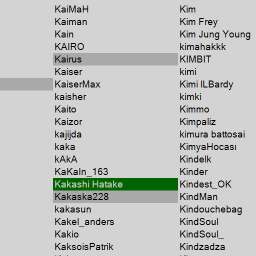 KaiMaH
Kaiman
Kain
KAIRO
Kairus
Kaiser
KaiserMax
kaisher
Kaito
Kaizor
kajijda
kaka
kAkA
KaKaIn_163
Kakashi Hatake
Kakaska228
kakasun
Kakel_anders
Kakio
KaksoisPatrik
Kim
Kim Frey
Kim Jung Young
kimahakkk
KIMBIT
kimi
Kimi ILBardy
kimki
Kimmo
Kimpaliz
kimura battosai
KimyaHocası
Kindelk
Kinder
Kindest_OK
KindMan
Kindouchebag
KindSoul
KindSoul_
Kindzadza